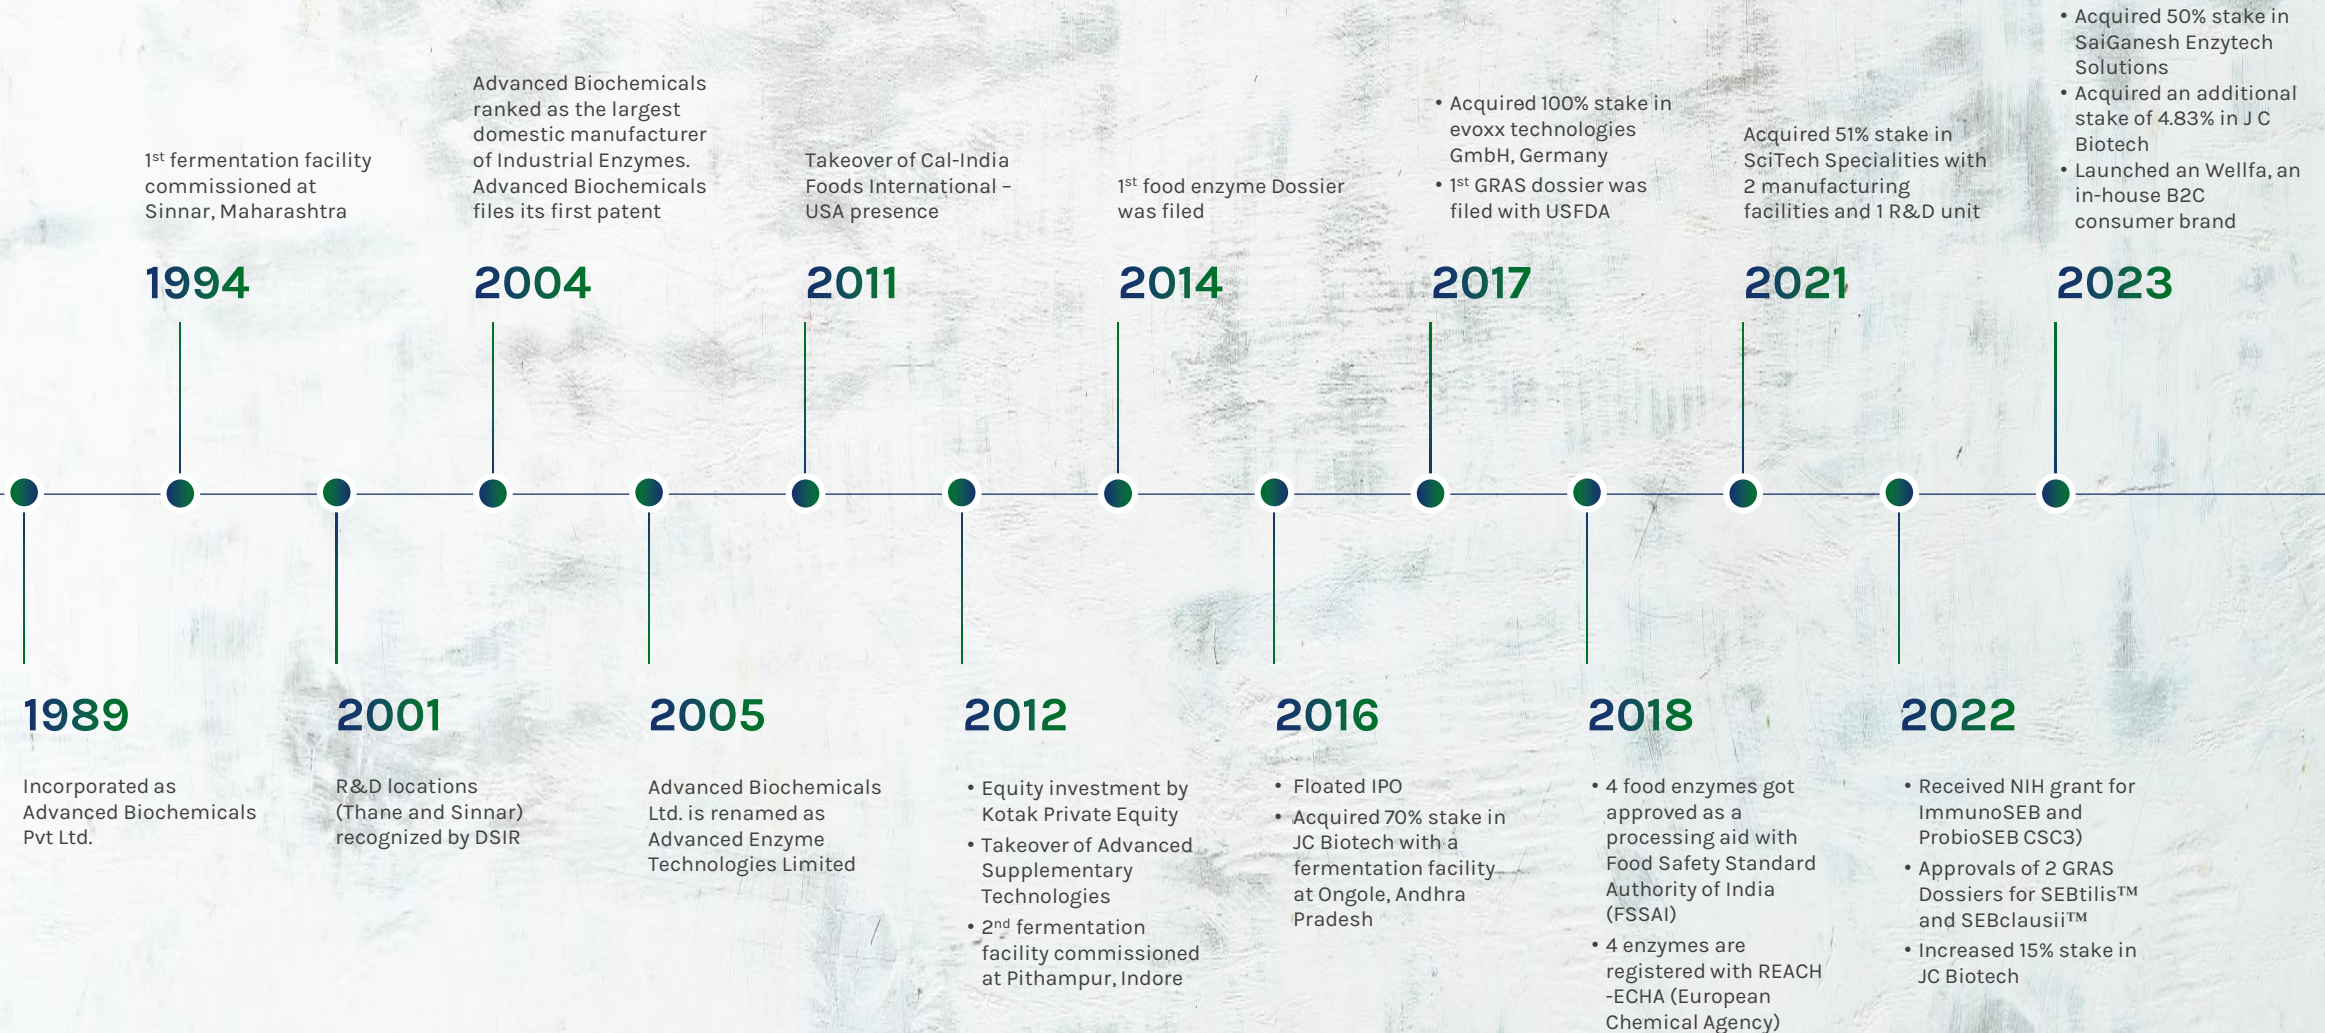 1st fermentation facility
commissioned at
Sinnar, Maharashtra
1994
Advanced Biochemicals
ranked as the largest
domestic manufacturer
of Industrial Enzymes.
Advanced Biochemicals
files its first patent
2004
Takeover of Cal-India
Foods International –
USA presence
2011
1st food enzyme Dossier
was filed
2014
• Acquired 100% stake in
evoxx technologies
GmbH, Germany
• 1st GRAS dossier was
filed with USFDA
2017
Acquired 51% stake in
SciTech Specialities with
2 manufacturing
facilities and 1 R&D unit
2021
• Acquired 50% stake in
SaiGanesh Enzytech
Solutions
• Acquired an additional
stake of 4.83% in J C
Biotech
• Launched an Wellfa, an
in-house B2C
consumer brand
2023
1989
Incorporated as
Advanced Biochemicals
Pvt Ltd.
2001
R&D locations
(Thane and Sinnar)
recognized by DSIR
2005
Advanced Biochemicals
Ltd. is renamed as
Advanced Enzyme
Technologies Limited
2012
• Equity investment by
Kotak Private Equity
• Takeover of Advanced
Supplementary
Technologies
• 2nd fermentation
facility commissioned
at Pithampur, Indore
2016
• Floated IPO
• Acquired 70% stake in
JC Biotech with a
fermentation facility
at Ongole, Andhra
Pradesh
2018
• 4 food enzymes got
approved as a
processing aid with
Food Safety Standard
Authority of India
(FSSAI)
• 4 enzymes are
registered with REACH
-ECHA (European
Chemical Agency)
2022
• Received NIH grant for
ImmunoSEB and
ProbioSEB CSC3)
• Approvals of 2 GRAS
Dossiers for SEBtilis™
and SEBclausii™
• Increased 15% stake in
JC Biotech